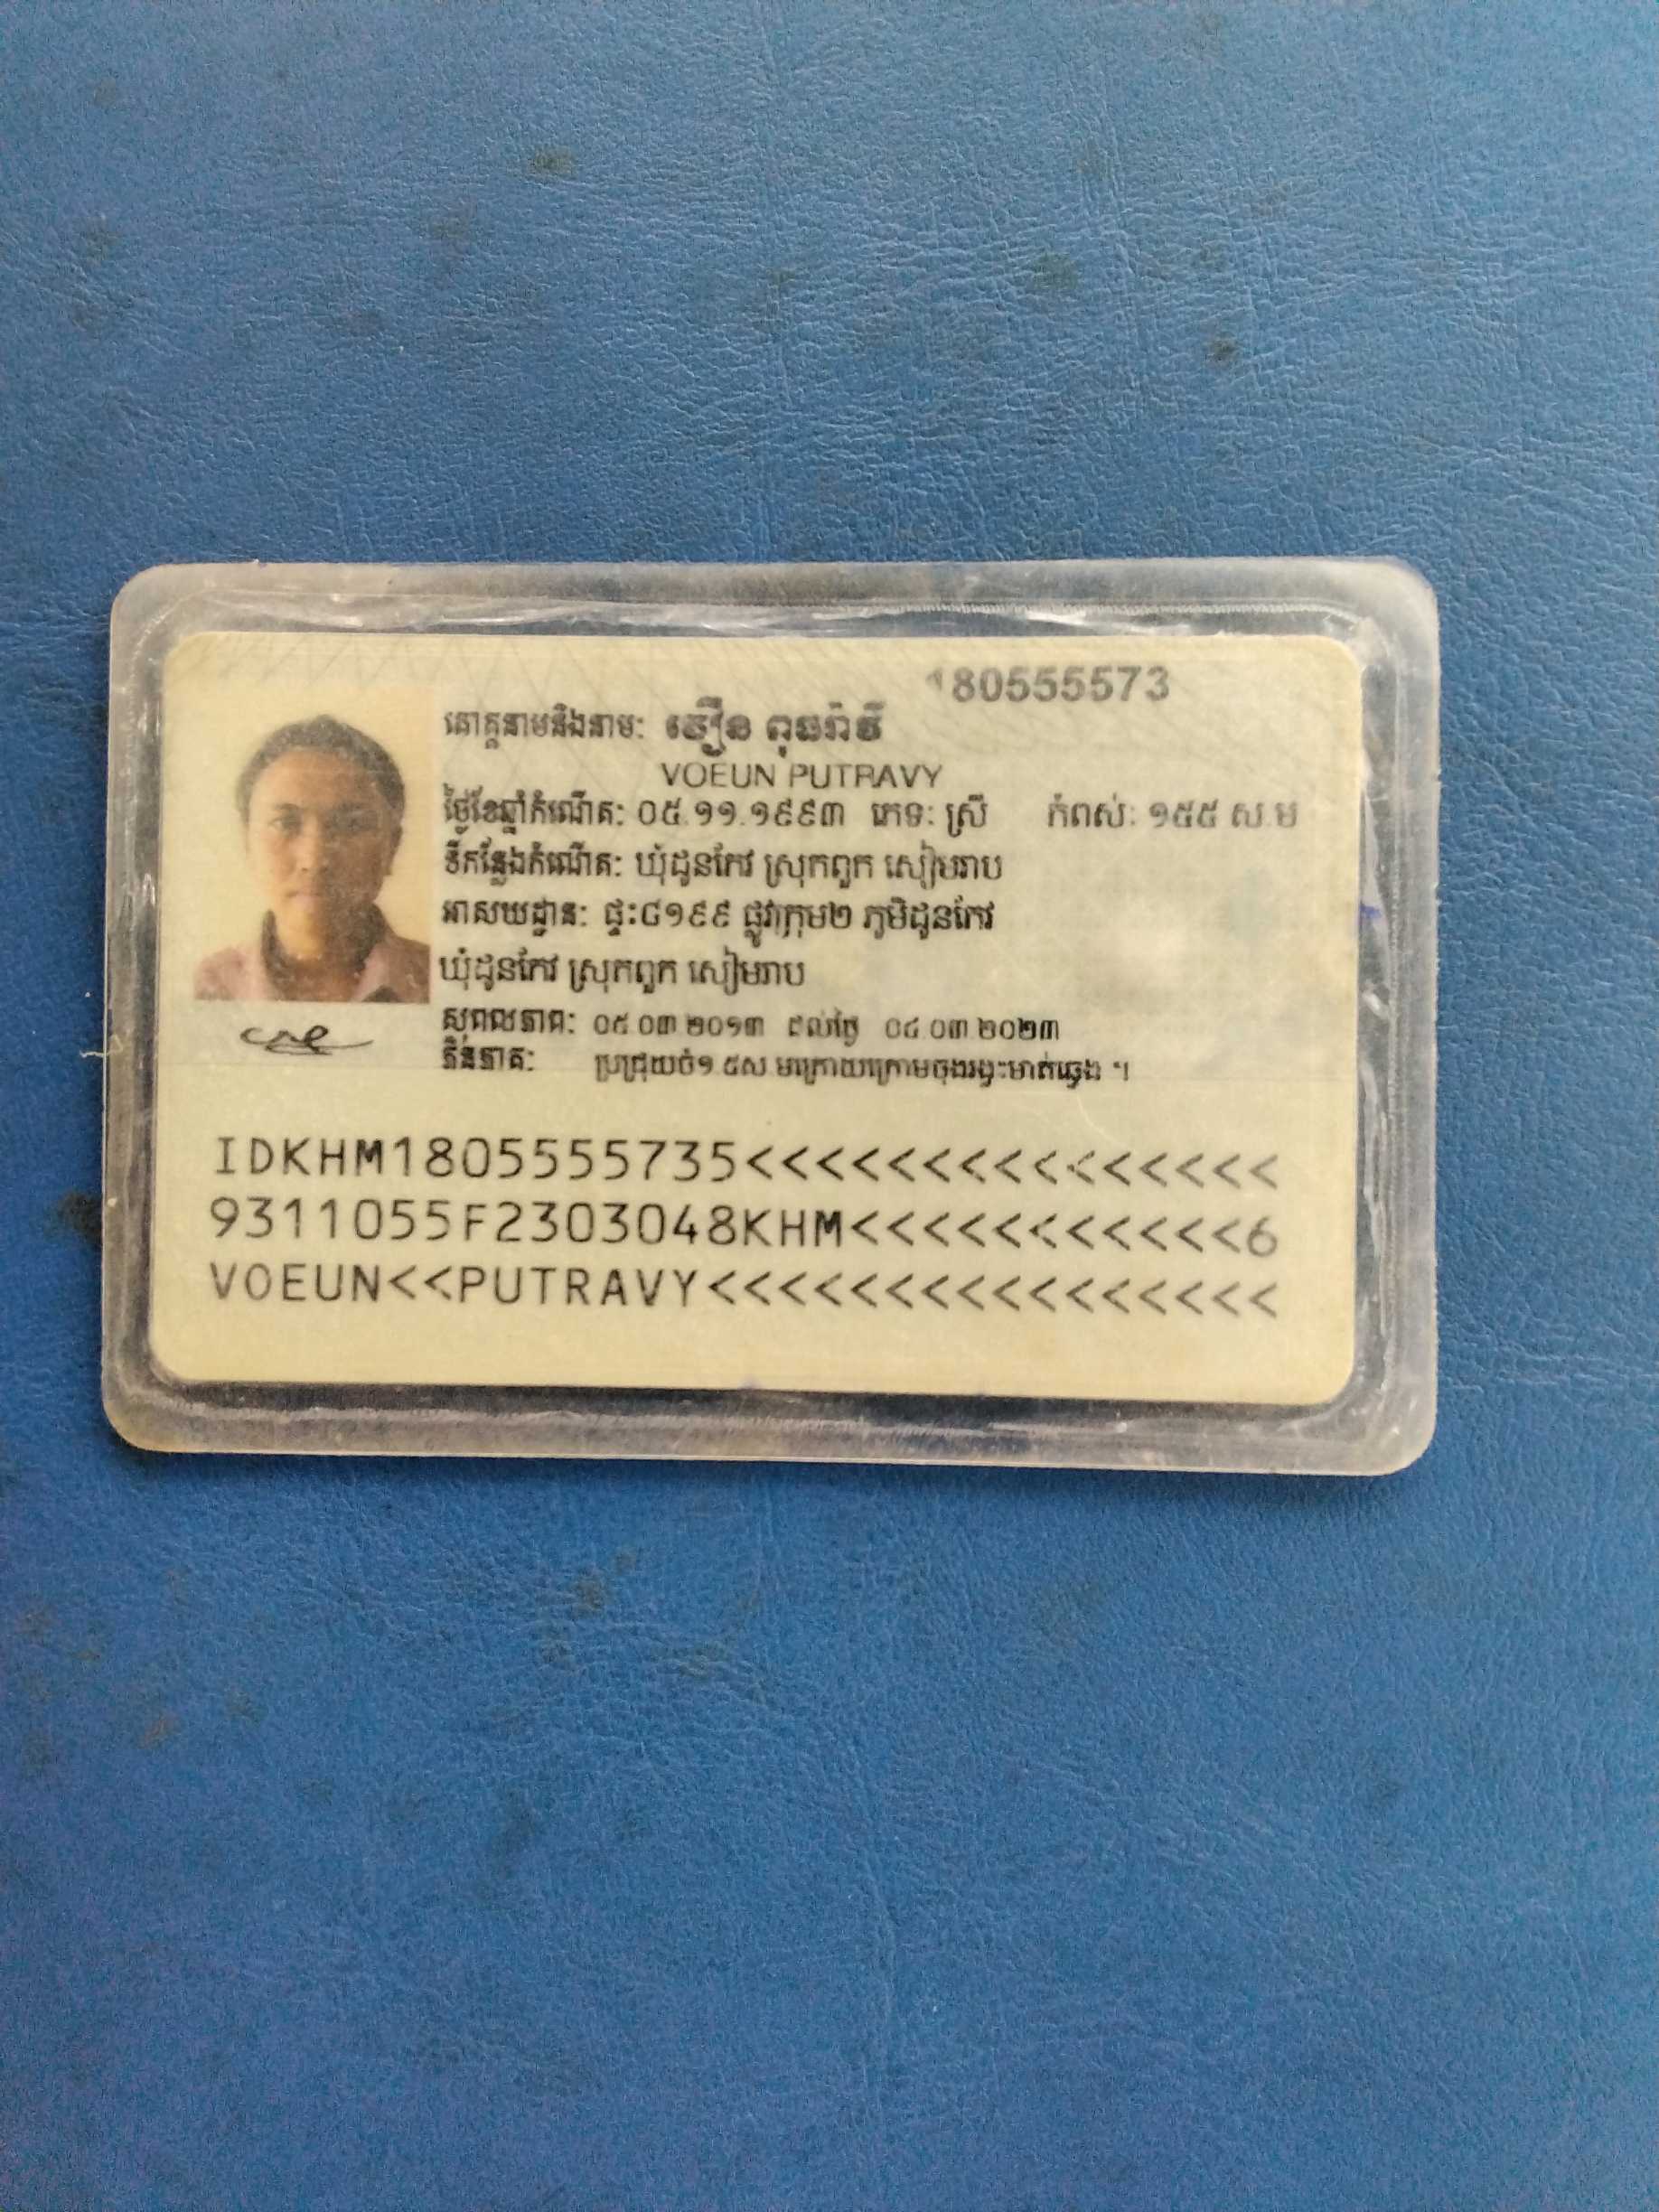 180555573
គោត្តនាមនិងនាម: វឿន ពុធរ៉ាវី
VOEUN PUTRAVY
ថ្ងៃខែឆ្នាំកំណើត: ០៥.១១.១៩៩៣ ភេទ: ស្រី កំពស់: ១៥៥ ស.ម
ទីកន្លែងកំណើត: ឃុំដូនកែវ ស្រុកពួក សៀមរាប
អាសយដ្ឋាន: ផ្ទះ៨១៩៩ ផ្លូវក្រុម២ ភូមិដូនកែវ
ឃុំដូនកែវ ស្រុកពួក សៀមរាប
សុពលភាព: ០៥.០៣.២០១៣ ដល់ថ្ងៃ ០៤.០៣.២០២៣
ភិនភាគ: ប្រជ្រុយចំ១.៥ស.មក្រោយក្រោមចុង មាត់ឆ្វេង ។
IDKHM1805555735<<<<<<<<<<<<<<<
9311055F2303048KHM<<<<<<<<<<<6
VOEUN<<PUTRAVY<<<<<<<<<<<<<<<<